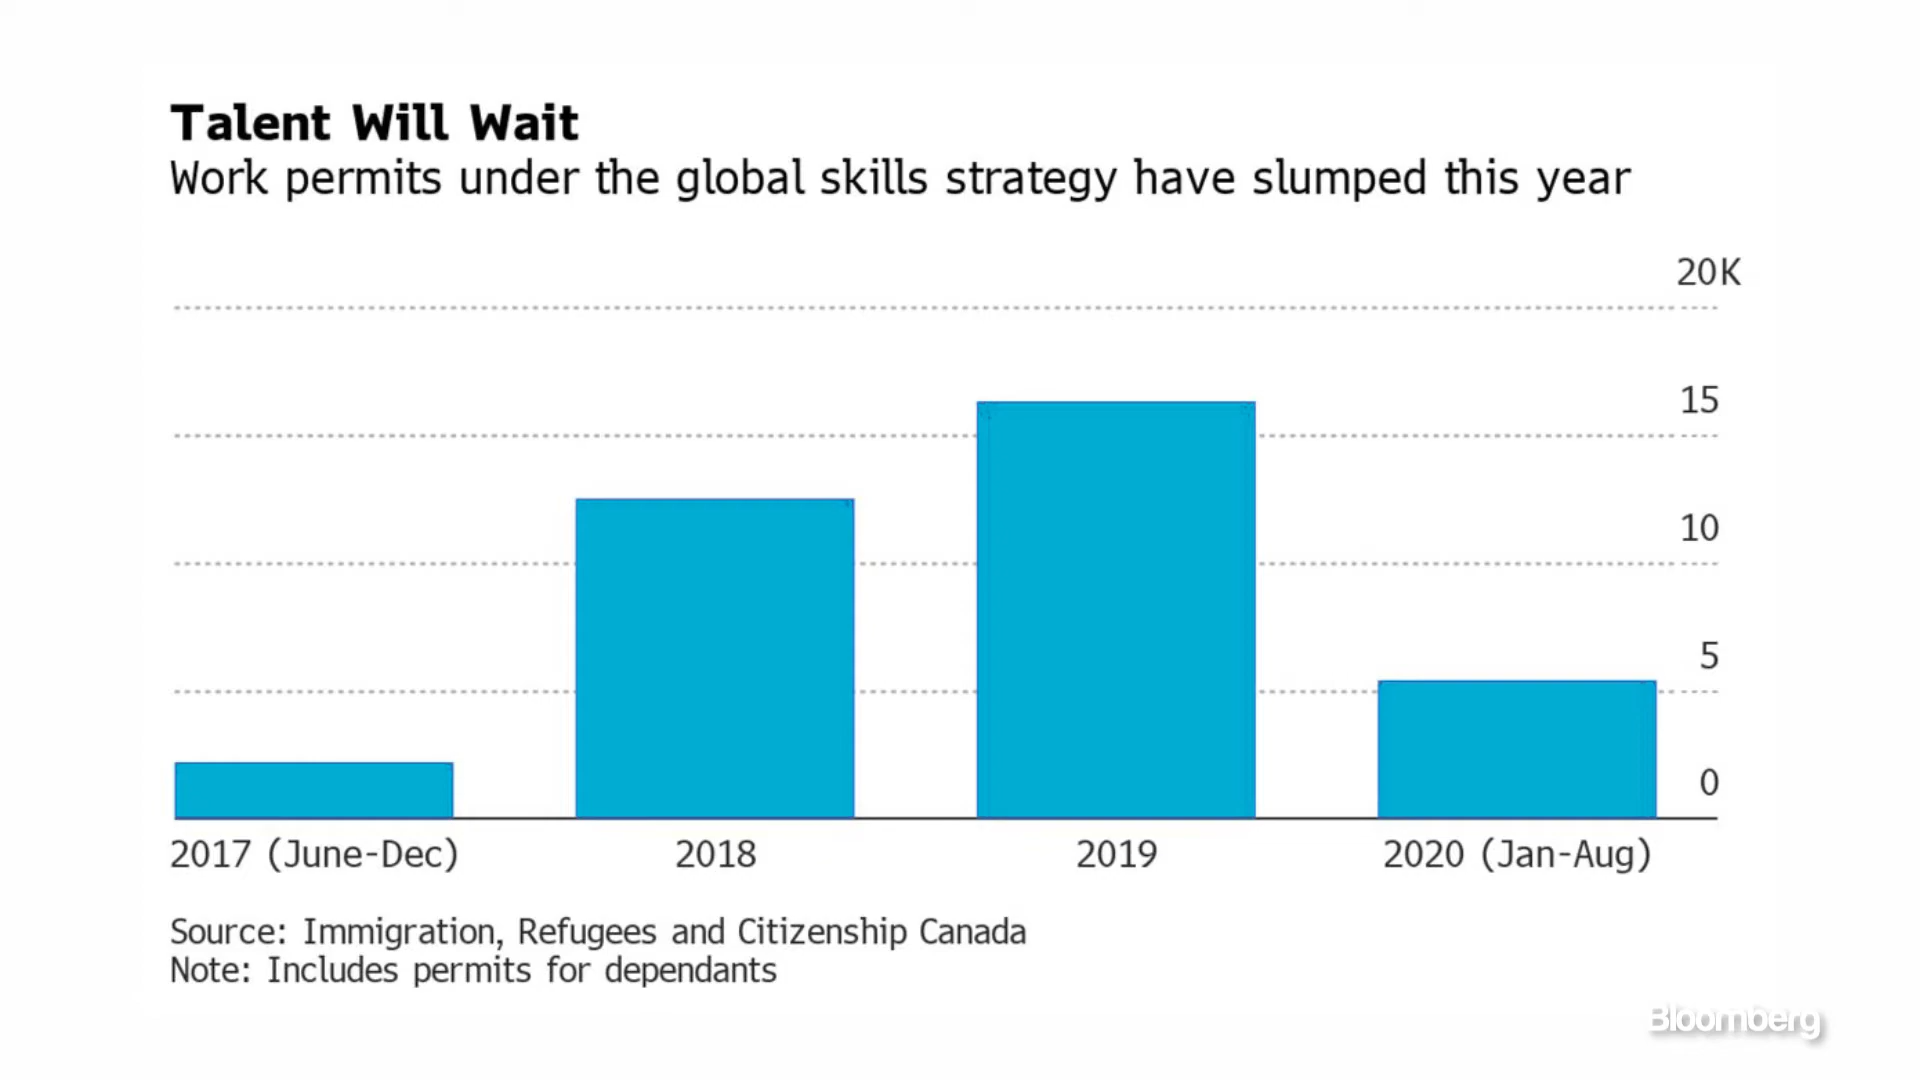 Talent Will Wait
Work permits under the global skills strategy have slumped this year
20K
15
10
5
0
2017 (June-Dec) 2018 2019 2020 (Jan-Aug)
Source: Immigration, Refugees and Citizenship Canada
Note: Includes permits for dependants
Bloomberg